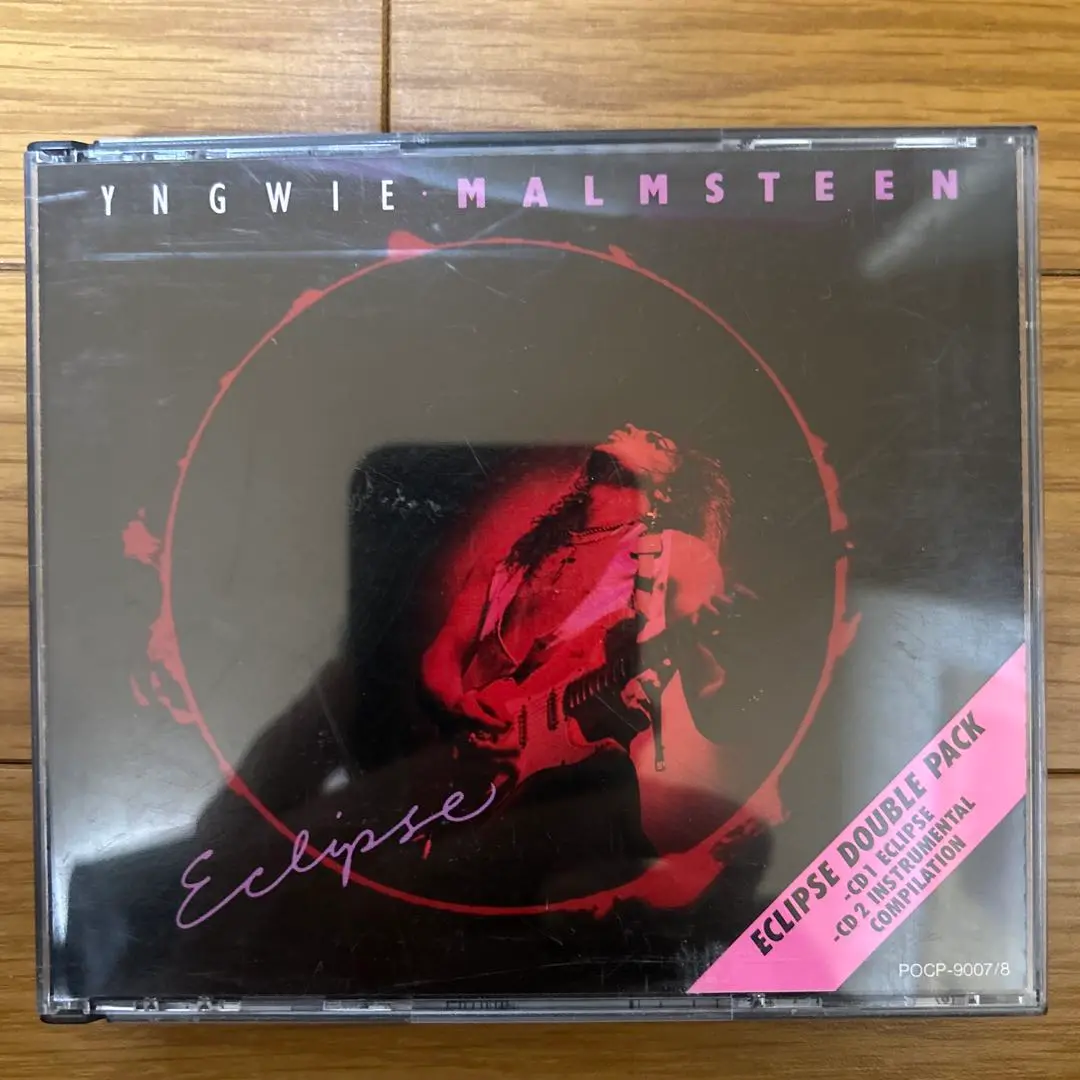 YNGWIE · MALMSTEEN
Eclipse
ECLIPSE DOUBLE PACK
-CD1 ECLIPSE
-CD2 INSTRUMENTAL
COMPILATION
POCP-9007/8